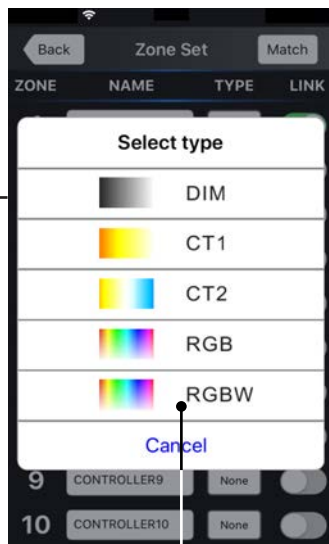 Back Zone Set Match
ZONE NAME TYPE LINK
Select type
DIM
CT1
CT2
RGB
RGBW
Cancel
9 CONTROLLER9 None
10 CONTROLLER10 None